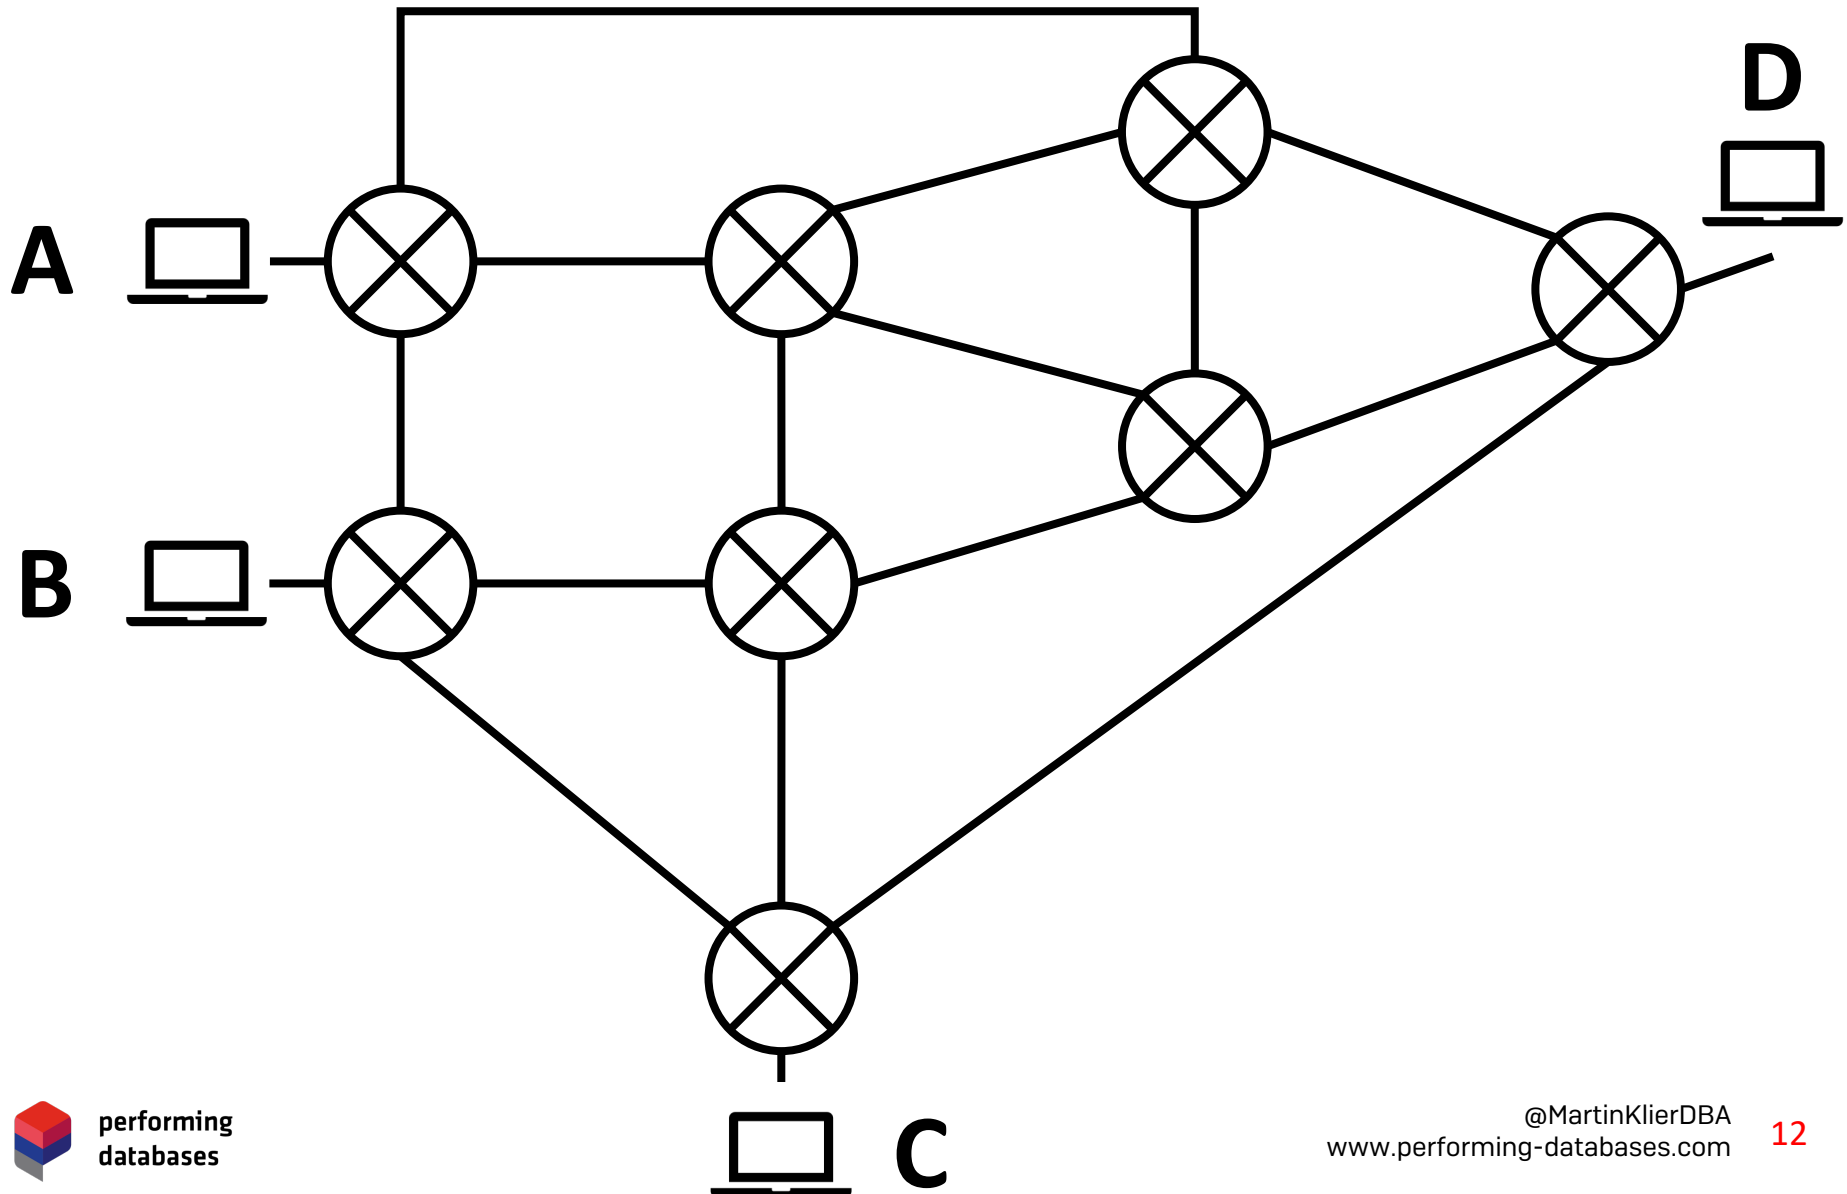 D
A
B
C
performing
databases
@MartinKlierDBA
www.performing-databases.com
12